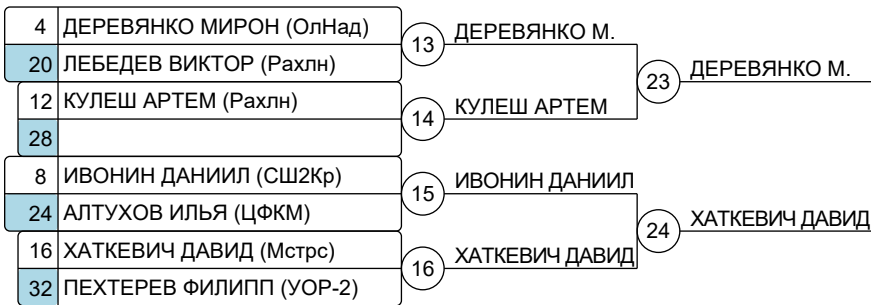 4 ДЕРЕВЯНКО МИРОН (ОлНад)
13 ДЕРЕВЯНКО М.
20 ЛЕБЕДЕВ ВИКТОР (Рахлн)
23 ДЕРЕВЯНКО М.
12 КУЛЕШ АРТЕМ (Рахлн)
14 КУЛЕШ АРТЕМ
28
8 ИВОНИН ДАНИИЛ (СШ2Кр)
15 ИВОНИН ДАНИИЛ
24 АЛТУХОВ ИЛЬЯ (ЦФКМ)
24 ХАТКЕВИЧ ДАВИД
16 ХАТКЕВИЧ ДАВИД (Мстрс)
16 ХАТКЕВИЧ ДАВИД
32 ПЕХТЕРЕВ ФИЛИПП (УОР-2)